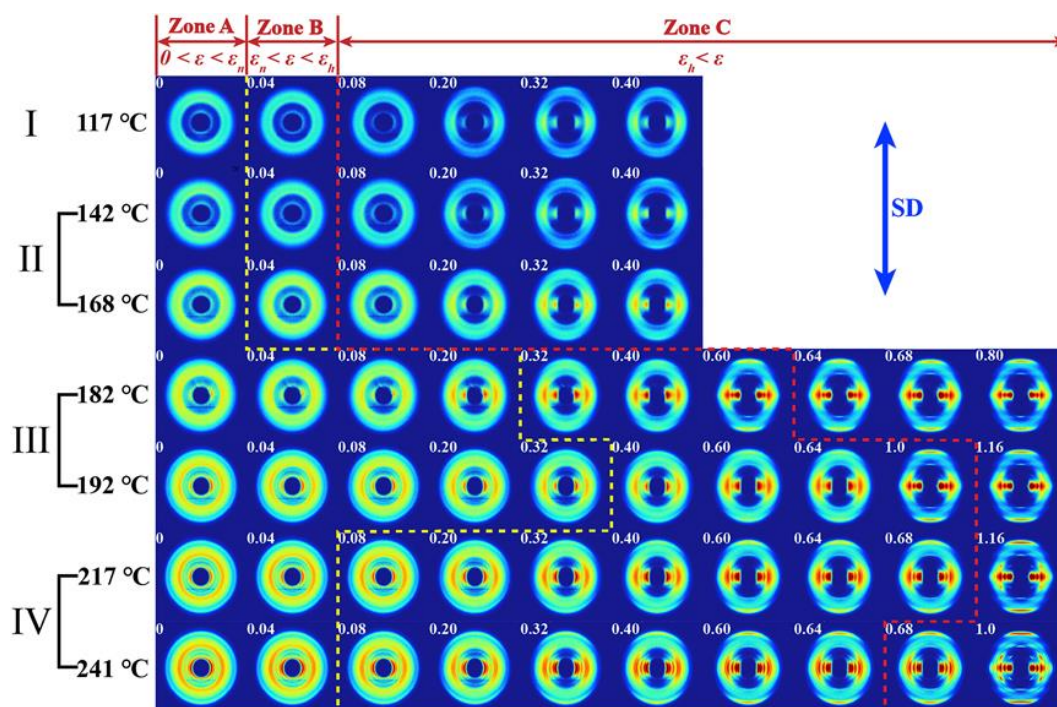 Zone A Zone B Zone C
0 < ε < εn εn < ε < εh εh < ε
0 0.04 0.08 0.20 0.32 0.40
I 117 °C
SD
0 0.04 0.08 0.20 0.32 0.40
142 °C
II
0 0.04 0.08 0.20 0.32 0.40
168 °C
0 0.04 0.08 0.20 0.32 0.40 0.60 0.64 0.68 0.80
182 °C
III
0 0.04 0.08 0.20 0.32 0.40 0.60 0.64 1.0 1.16
192 °C
0 0.04 0.08 0.20 0.32 0.40 0.60 0.64 0.68 1.16
217 °C
IV
0 0.04 0.08 0.20 0.32 0.40 0.60 0.64 0.68 1.0
241 °C